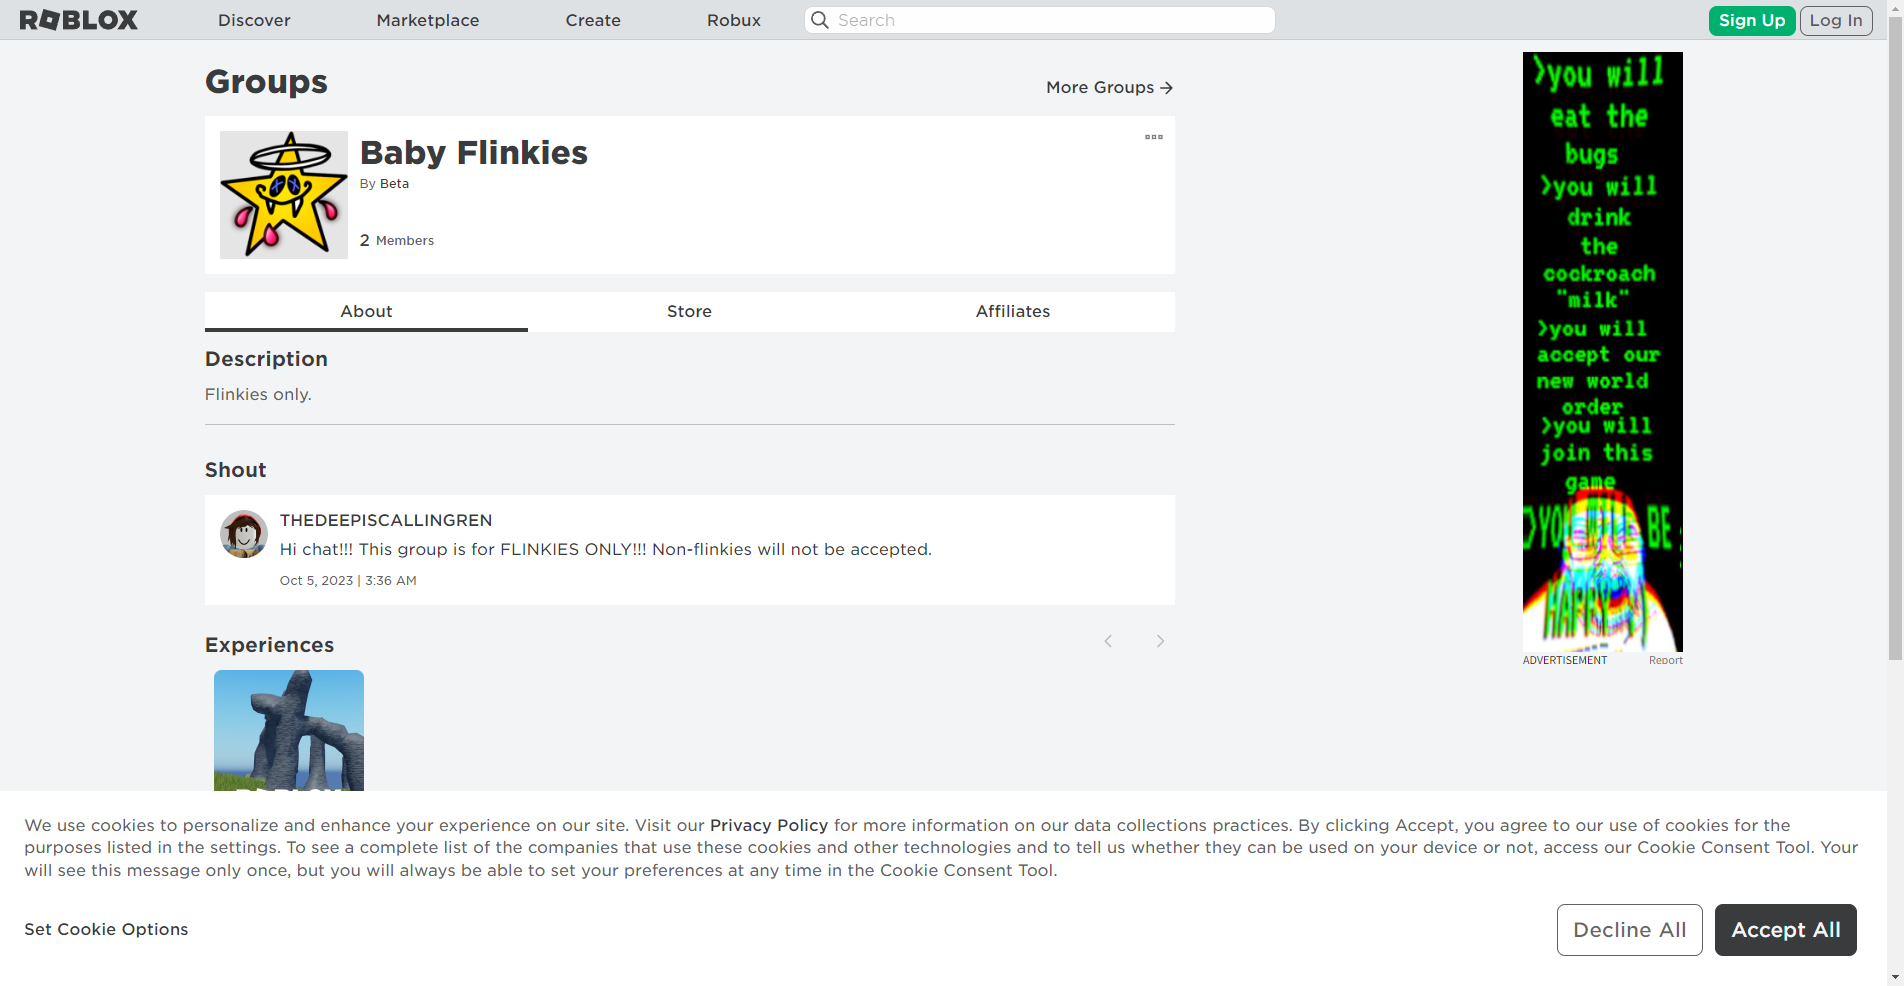 ROBLOX
Discover
Marketplace
Create
Robux
Search
Sign Up
Log In
Groups
More Groups →
Baby Flinkies
By Beta
2 Members
About
Store
Affiliates
Description
Flinkies only.
Shout
THEDEEPISCALLINGREN
Hi chat!!! This group is for FLINKIES ONLY!!! Non-flinkies will not be accepted.
Oct 5, 2023 | 3:36 AM
Experiences
>you will
eat the
bugs
>you will
drink
the
cockroach
"milk"
>you will
accept our
new world
order
>you will
join this
game
BE
HAPPY
ADVERTISEMENT
Report
We use cookies to personalize and enhance your experience on our site. Visit our Privacy Policy for more information on our data collections practices. By clicking Accept, you agree to our use of cookies for the
purposes listed in the settings. To see a complete list of the companies that use these cookies and other technologies and to tell us whether they can be used on your device or not, access our Cookie Consent Tool. Your
will see this message only once, but you will always be able to set your preferences at any time in the Cookie Consent Tool.
Set Cookie Options
Decline All
Accept All